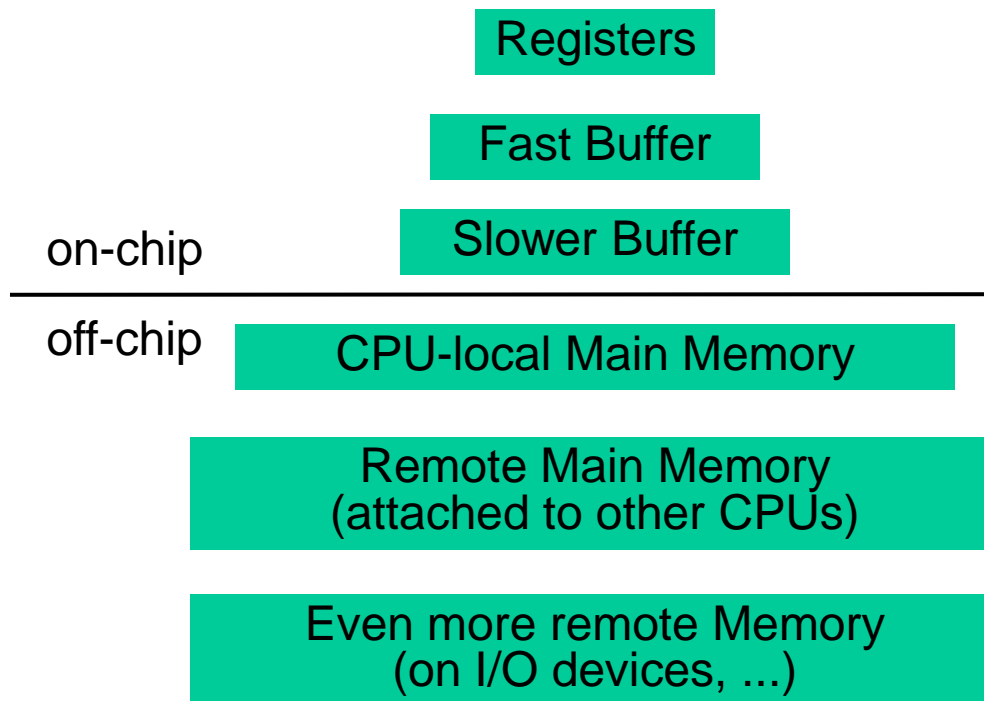 Registers
Fast Buffer
on-chip
Slower Buffer
off-chip
CPU-local Main Memory
Remote Main Memory
(attached to other CPUs)
Even more remote Memory
(on I/O devices, ...)